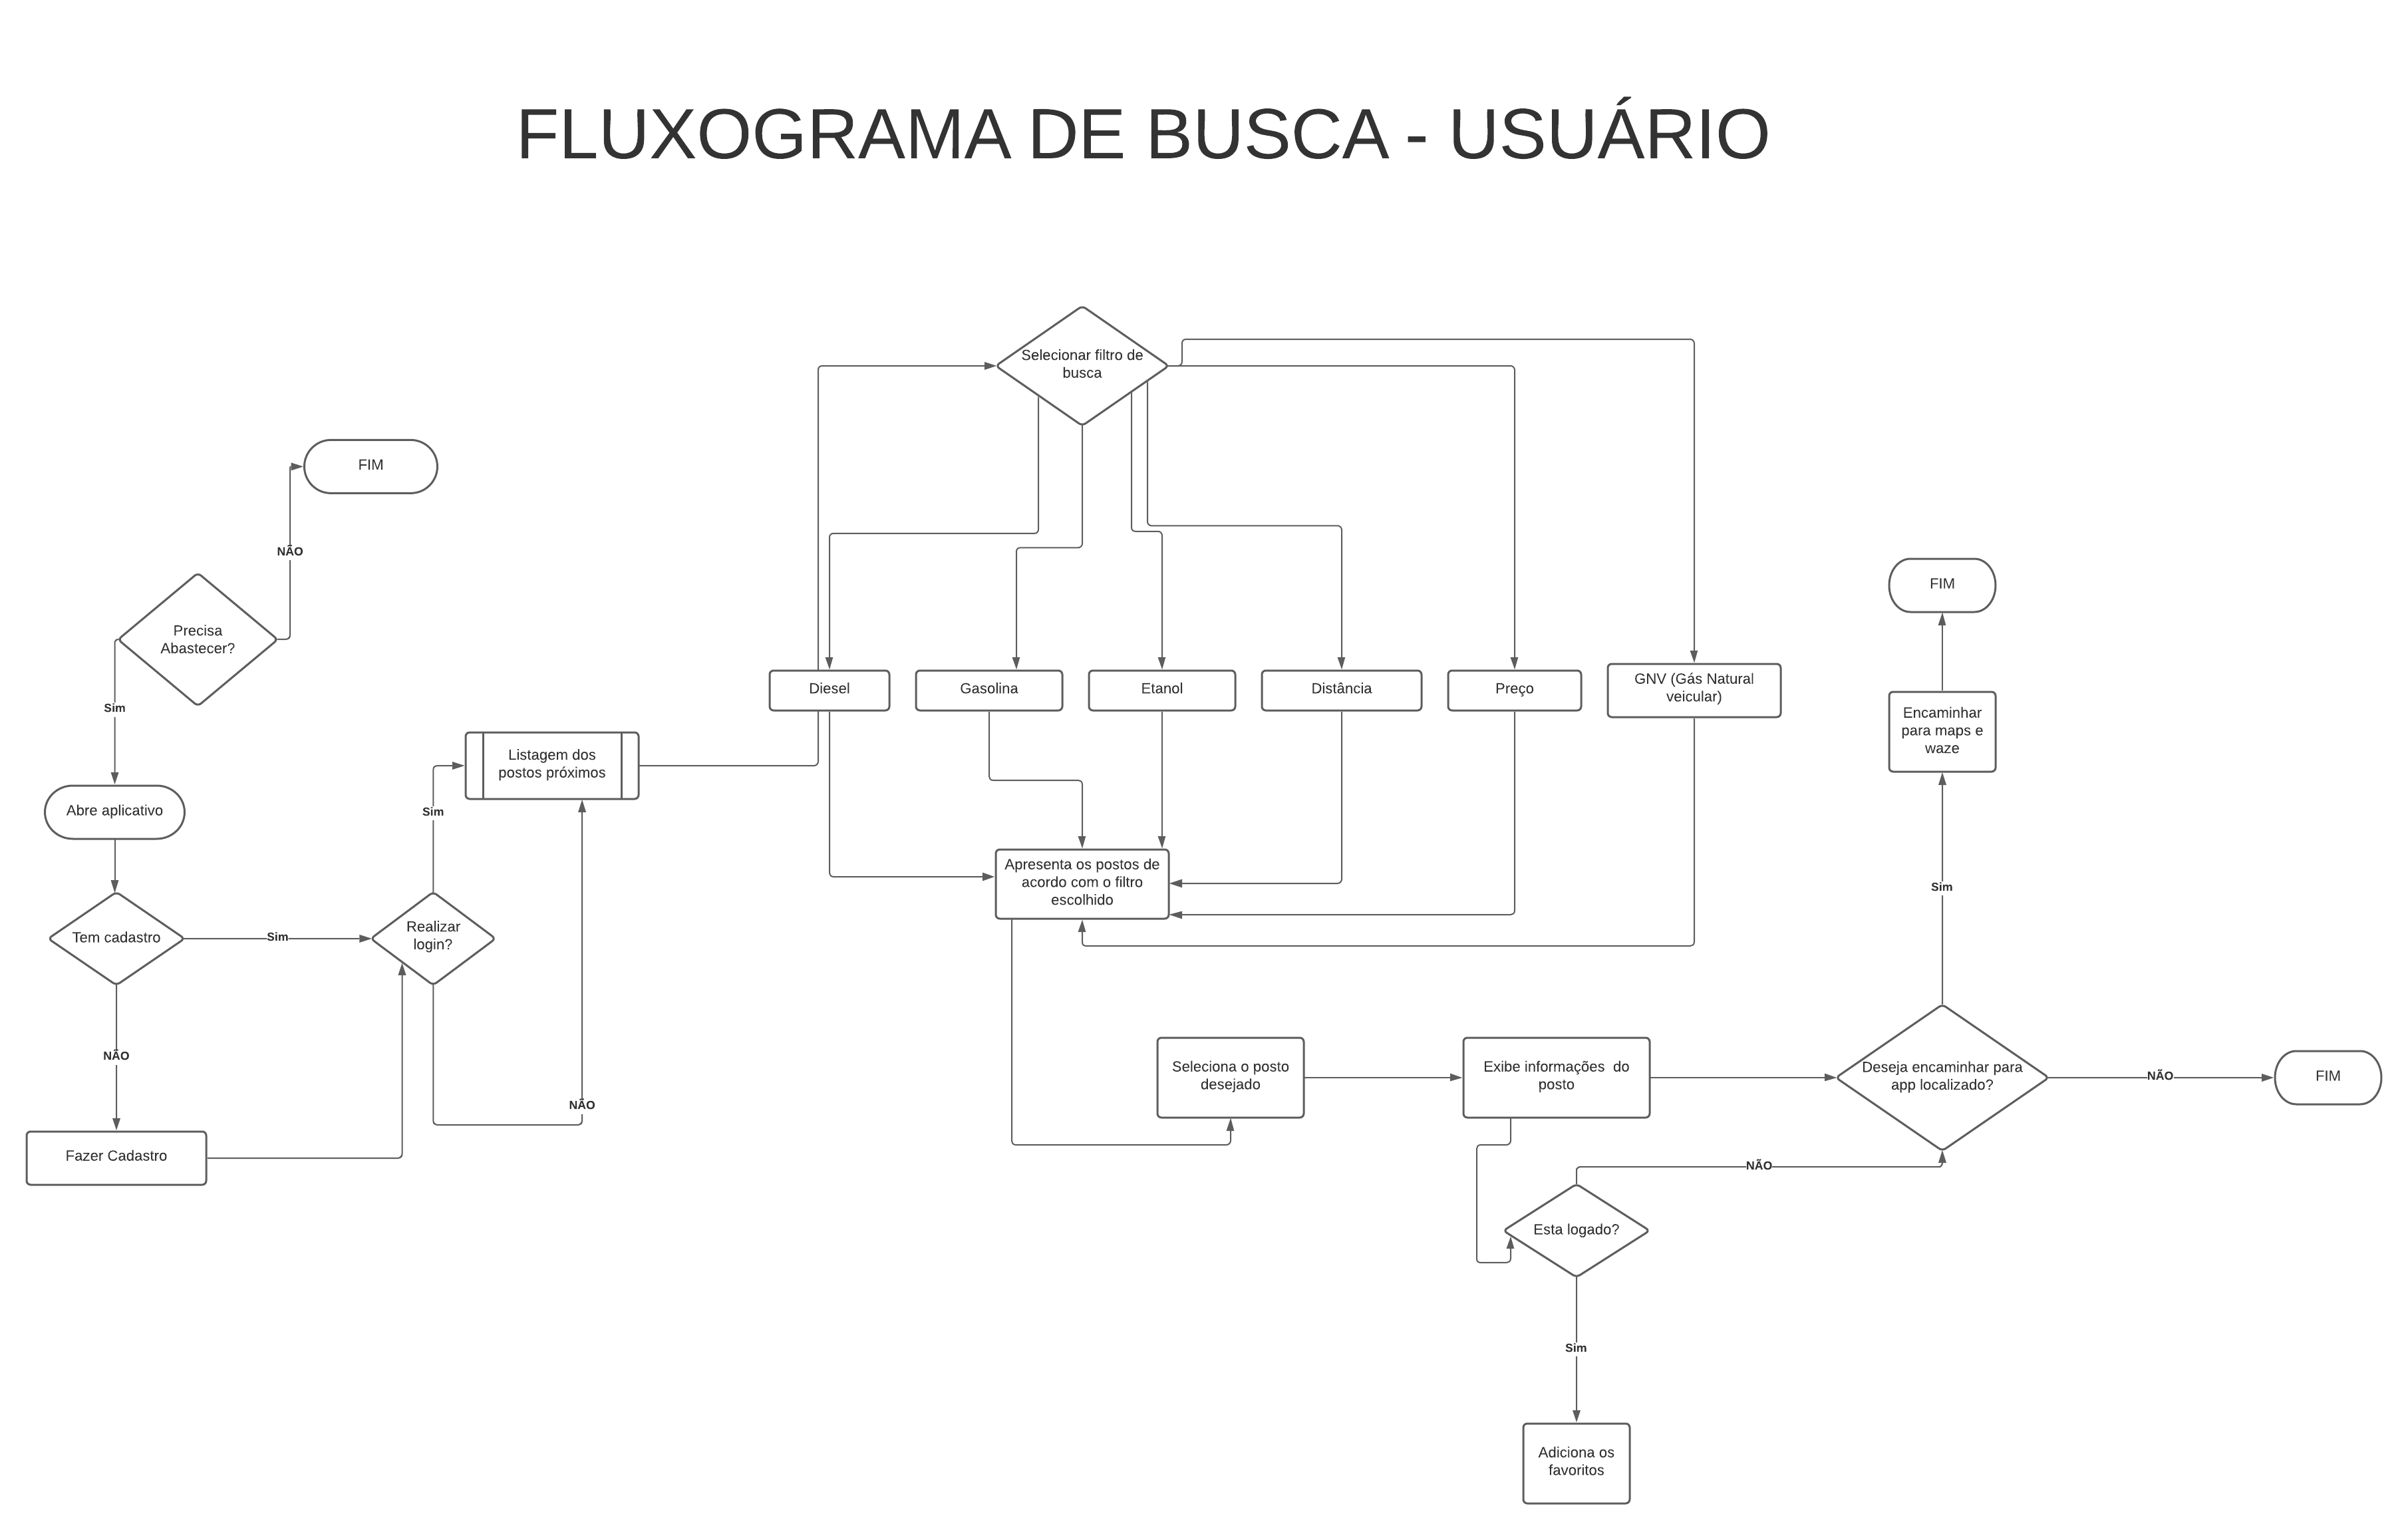 FLUXOGRAMA DE BUSCA - USUÁRIO
Selecionar filtro de
busca
FIM
NÃO
Precisa
Abastecer?
Sim
Abre aplicativo
Tem cadastro
Sim
NÃO
Fazer Cadastro
Realizar
login?
Sim
NÃO
Listagem dos
postos próximos
Diesel
Gasolina
Etanol
Distância
Preço
GNV (Gás Natural
veicular)
Apresenta os postos de
acordo com o filtro
escolhido
Seleciona o posto
desejado
Exibe informações  do
posto
Esta logado?
NÃO
Sim
Adiciona os
favoritos
Deseja encaminhar para
app localizado?
Sim
Encaminhar
para maps e
waze
FIM
NÃO
FIM